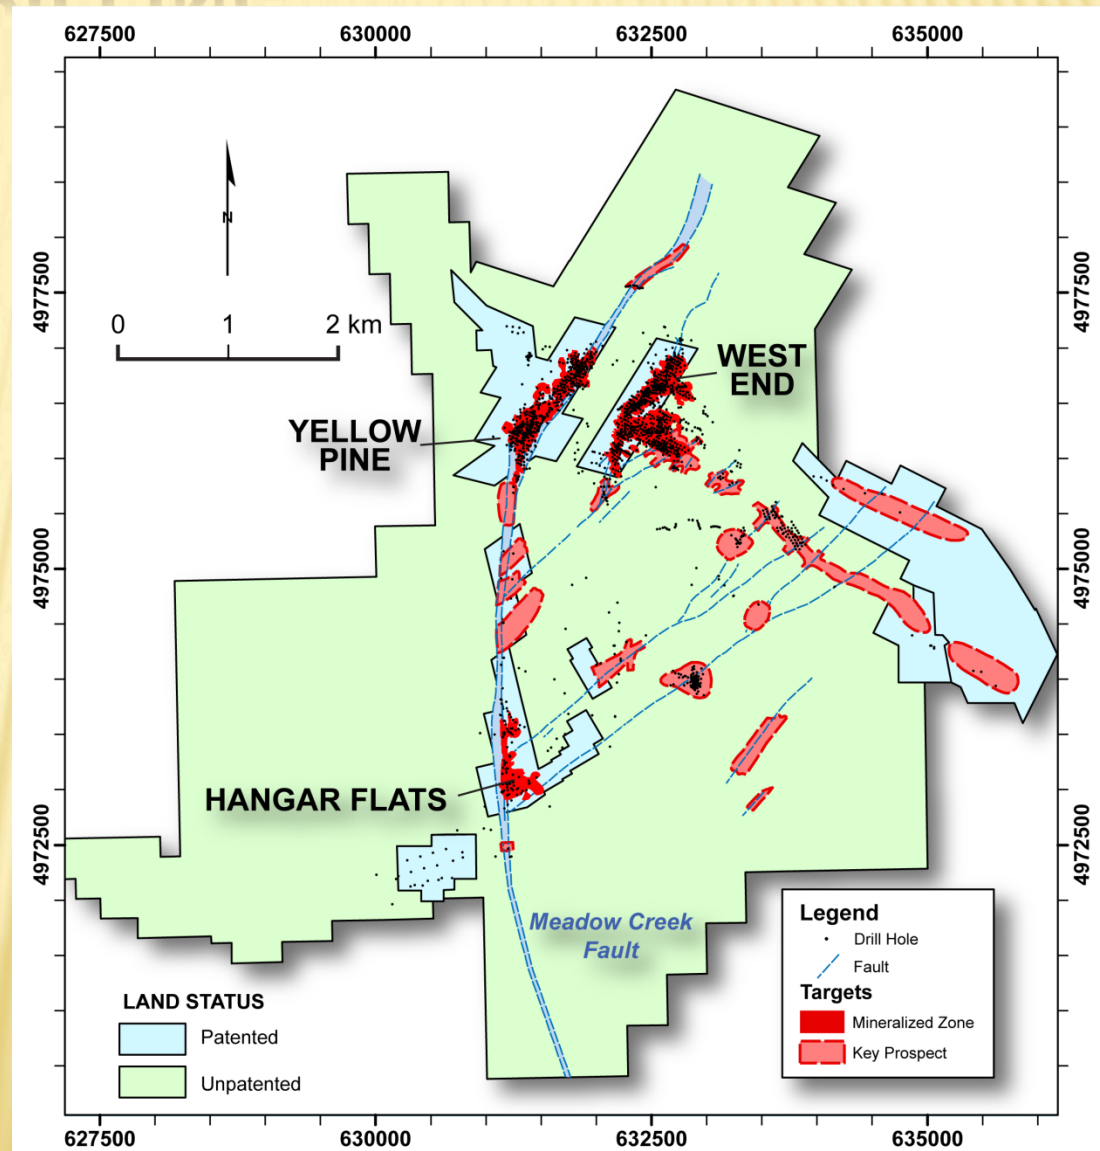 627500 630000 632500 635000
4977500 4977500
N
0 1 2 km
WEST
END
YELLOW
PINE
4975000 4975000
HANGAR FLATS
4972500 4972500
Meadow Creek
Fault
LAND STATUS
Patented
Unpatented
Legend
Drill Hole
Fault
Targets
Mineralized Zone
Key Prospect
627500 630000 632500 635000